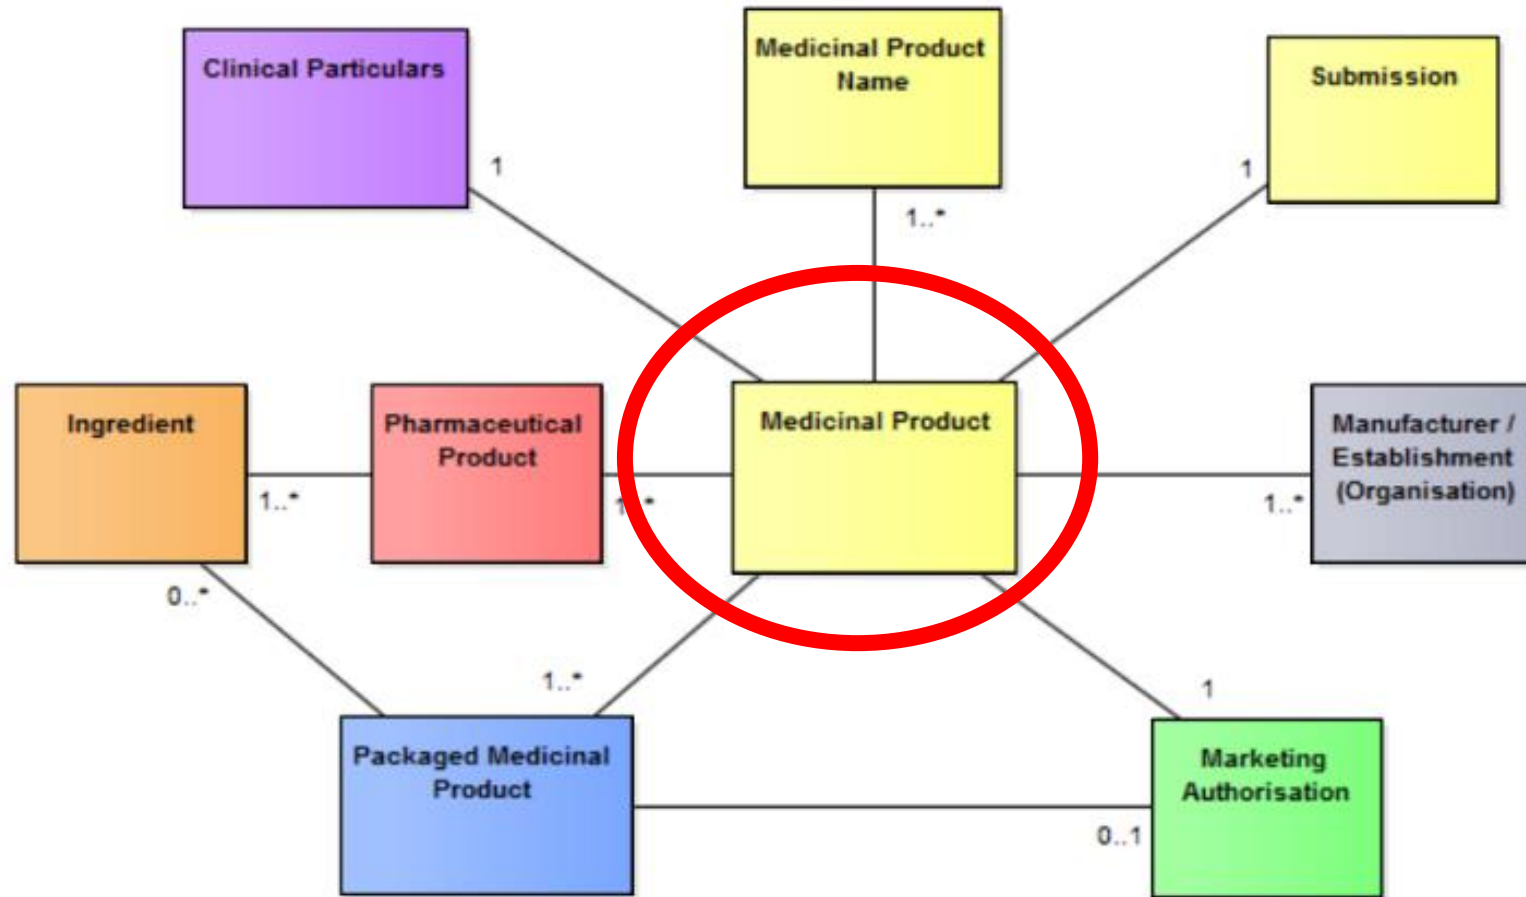 Clinical Particulars
Medicinal Product
Name
Submission
1
1..*
1
Ingredient
Pharmaceutical
Product
Medicinal Product
Manufacturer /
Establishment
(Organisation)
1..*
1..*
1..*
0..*
1..*
1
Packaged Medicinal
Product
Marketing
Authorisation
0..1